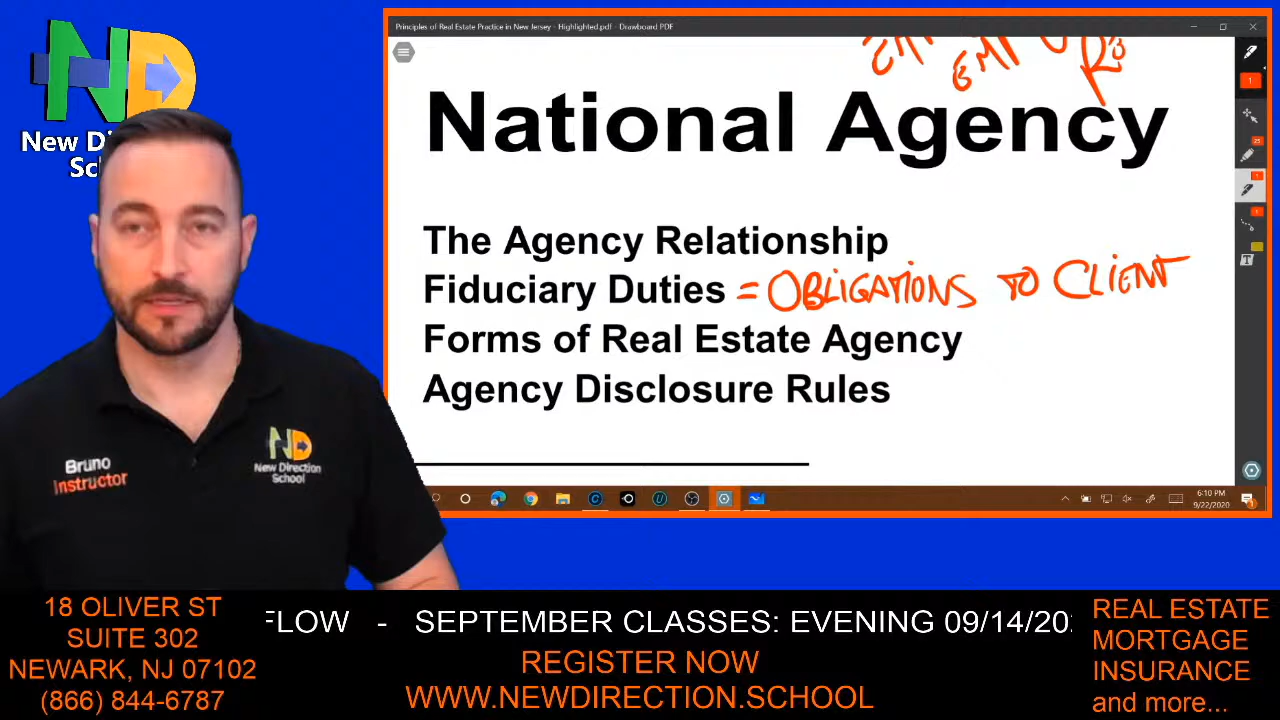 Principles of Real Estate Practice in New Jersey - Highlighted.pdf - Drawboard PDF
National Agency
The Agency Relationship
Fiduciary Duties = OBLIGATIONS TO CLIENT
Forms of Real Estate Agency
Agency Disclosure Rules
ND
New Di
Sc
Bruno
Instructor
ND
New Direction
School
6:10 PM
9/22/2020
18 OLIVER ST
SUITE 302
NEWARK, NJ 07102
(866) 844-6787
FLOW - SEPTEMBER CLASSES: EVENING 09/14/20
REGISTER NOW
WWW.NEWDIRECTION.SCHOOL
REAL ESTATE
MORTGAGE
INSURANCE
and more...